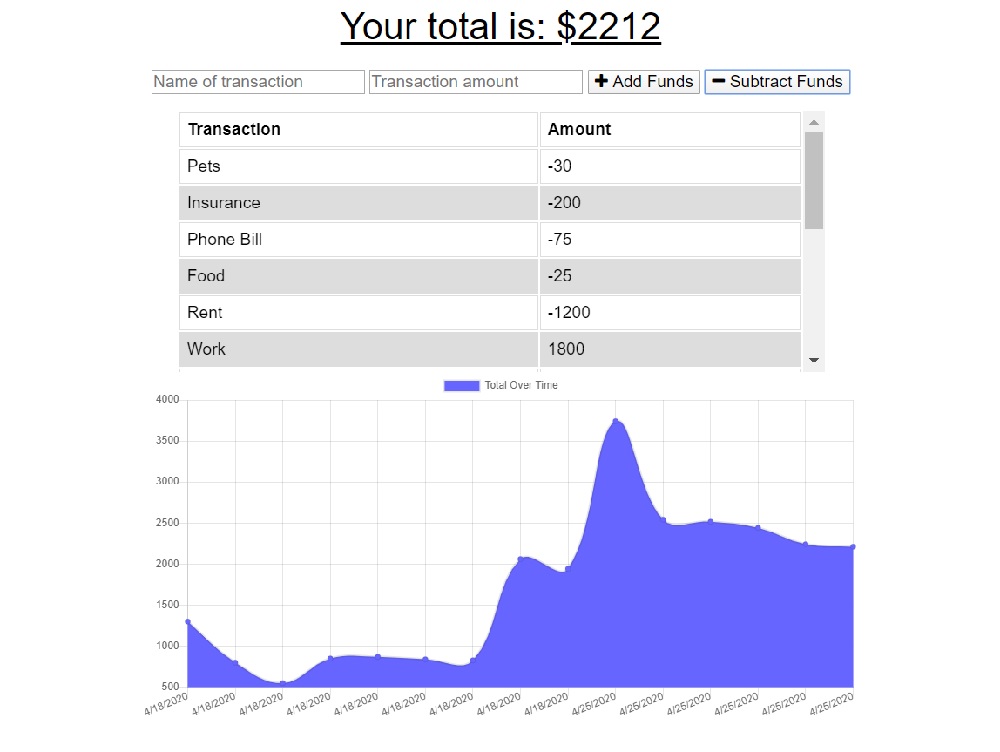 Your total is: $2212
Name of transaction Transaction amount + Add Funds − Subtract Funds
Transaction Amount
Pets -30
Insurance -200
Phone Bill -75
Food -25
Rent -1200
Work 1800
Total Over Time
4000
3500
3000
2500
2000
1500
1000
500
4/18/2020 4/18/2020 4/18/2020 4/18/2020 4/18/2020 4/18/2020 4/18/2020 4/18/2020 4/18/2020 4/25/2020 4/25/2020 4/25/2020 4/25/2020 4/25/2020 4/25/2020